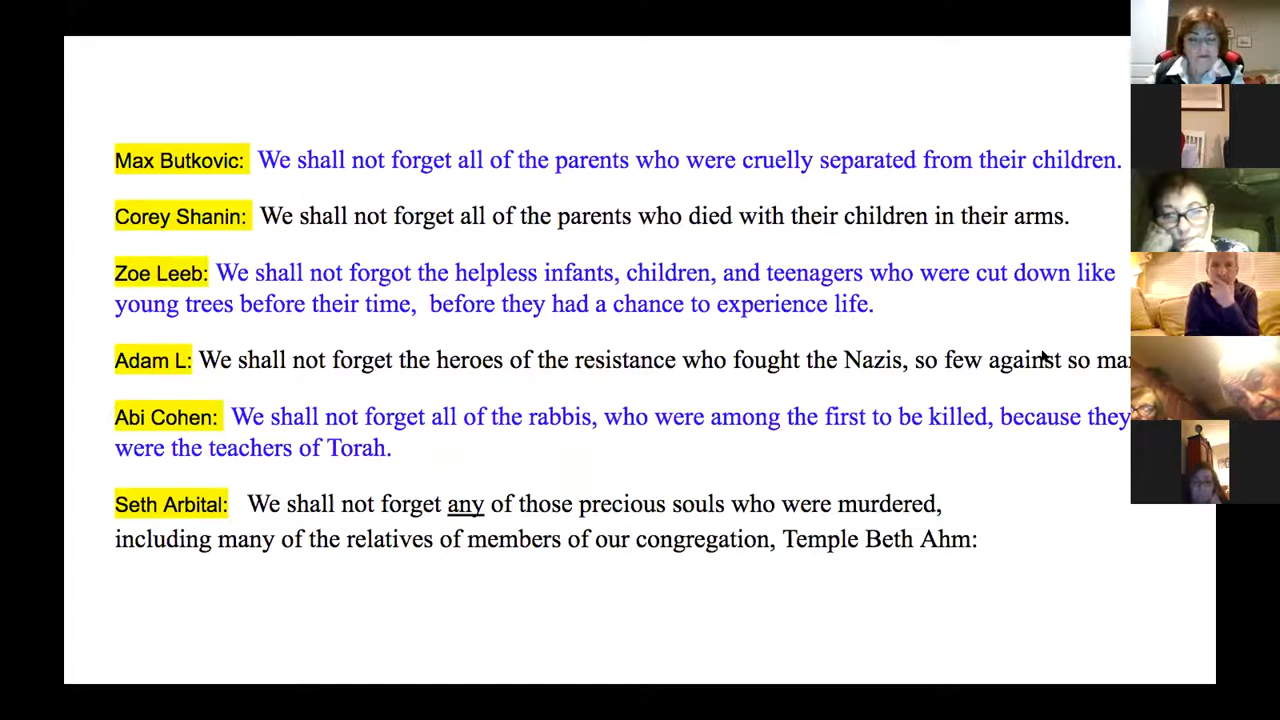 Max Butkovic: We shall not forget all of the parents who were cruelly separated from their children.
Corey Shanin: We shall not forget all of the parents who died with their children in their arms.
Zoe Leeb: We shall not forgot the helpless infants, children, and teenagers who were cut down like
young trees before their time, before they had a chance to experience life.
Adam L: We shall not forget the heroes of the resistance who fought the Nazis, so few against so
Abi Cohen: We shall not forget all of the rabbis, who were among the first to be killed, because they
were the teachers of Torah.
Seth Arbital: We shall not forget any of those precious souls who were murdered,
including many of the relatives of members of our congregation, Temple Beth Ahm: